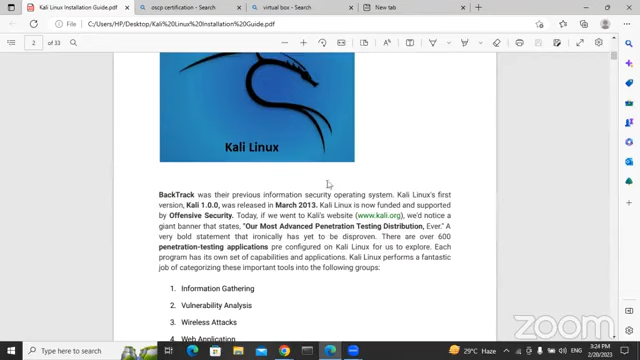 Kali Linux Installation Guide.pdf
oscp certification - Search
virtual box - Search
New tab
File
C:/Users/HP/Desktop/Kali%20Linux%20Installation%20Guide.pdf
2 of 33
Kali Linux
BackTrack was their previous information security operating system. Kali Linux's first
version, Kali 1.0.0, was released in March 2013. Kali Linux is now funded and supported
by Offensive Security. Today, if we went to Kali's website (www.kali.org), we'd notice a
giant banner that states, "Our Most Advanced Penetration Testing Distribution, Ever." A
very bold statement that ironically has yet to be disproven. There are over 600
penetration-testing applications pre configured on Kali Linux for us to explore. Each
program has its own set of capabilities and applications. Kali Linux performs a fantastic
job of categorizing these important tools into the following groups:
1. Information Gathering
2. Vulnerability Analysis
3. Wireless Attacks
4. Web Application
zoom
Type here to search
29°C Haze
ENG
3:24 PM
2/20/2023